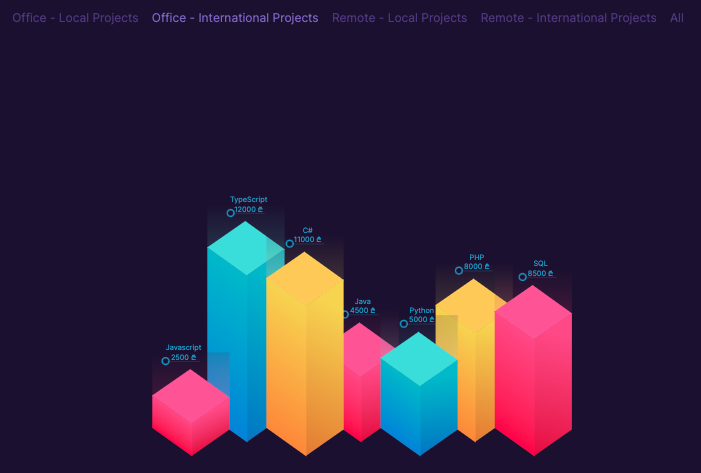 Office - Local Projects
Office - International Projects
Remote - Local Projects
Remote - International Projects
All
TypeScript
12000 ₾
C#
11000 ₾
PHP
8000 ₾
SQL
8500 ₾
Java
4500 ₾
Python
5000 ₾
Javascript
2500 ₾